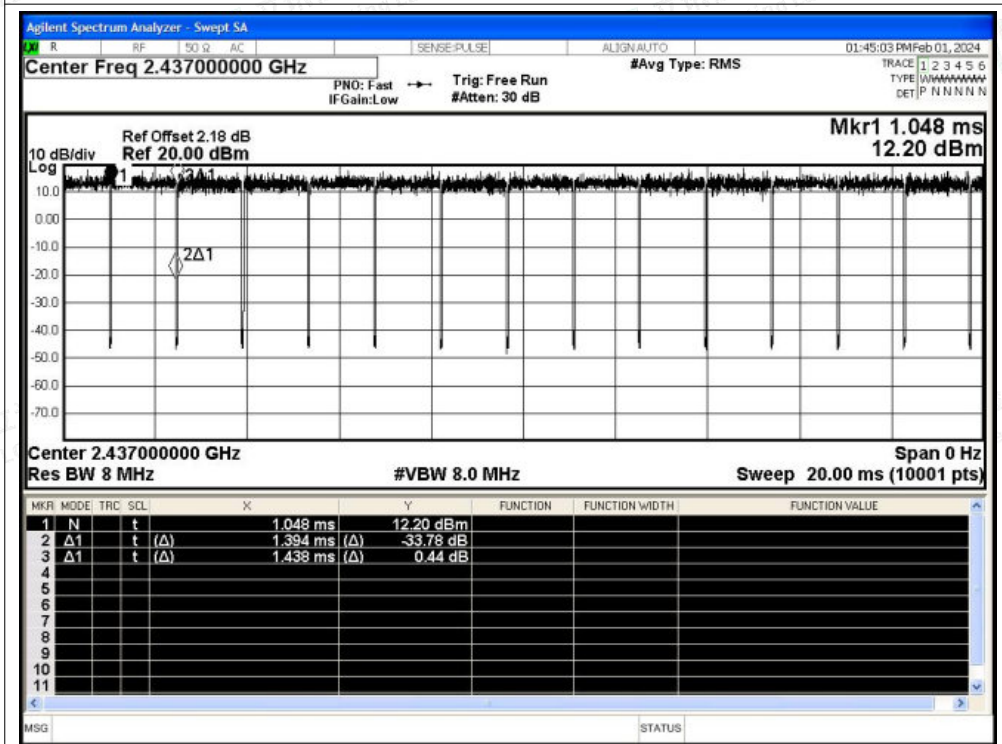 Agilent Spectrum Analyzer - Swept SA
R RF 50 Ω AC SENSE:PULSE ALIGN AUTO 01:45:03 PM Feb 01, 2024
Center Freq 2.437000000 GHz #Avg Type: RMS TRACE 1 2 3 4 5 6
PNO: Fast Trig: Free Run TYPE WWWWWW
IFGain:Low #Atten: 30 dB DET P N N N N N
Mkr1 1.048 ms
Ref Offset 2.18 dB
10 dB/div Ref 20.00 dBm 12.20 dBm
Log
1 3Δ1
10.0
0.00
-10.0
2Δ1
-20.0
-30.0
-40.0
-50.0
-60.0
-70.0
Center 2.437000000 GHz Span 0 Hz
Res BW 8 MHz #VBW 8.0 MHz Sweep 20.00 ms (10001 pts)
MKR MODE TRC SCL X Y FUNCTION FUNCTION WIDTH FUNCTION VALUE
1 N t 1.048 ms 12.20 dBm
2 Δ1 t (Δ) 1.394 ms (Δ) -33.78 dB
3 Δ1 t (Δ) 1.438 ms (Δ) 0.44 dB
4
5
6
7
8
9
10
11
MSG STATUS